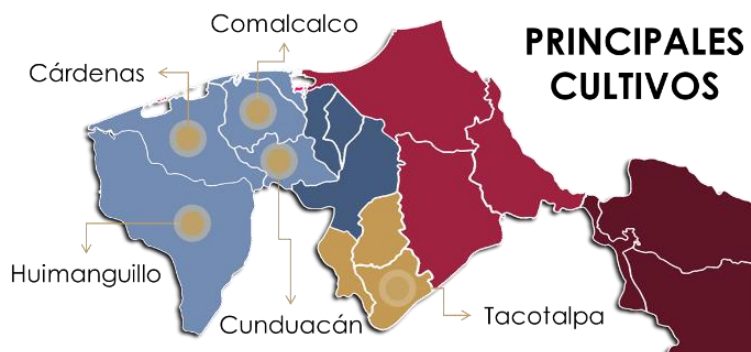 Comalcalco
PRINCIPALES
CULTIVOS
Cárdenas
Huimanguillo
Cunduacán
Tacotalpa